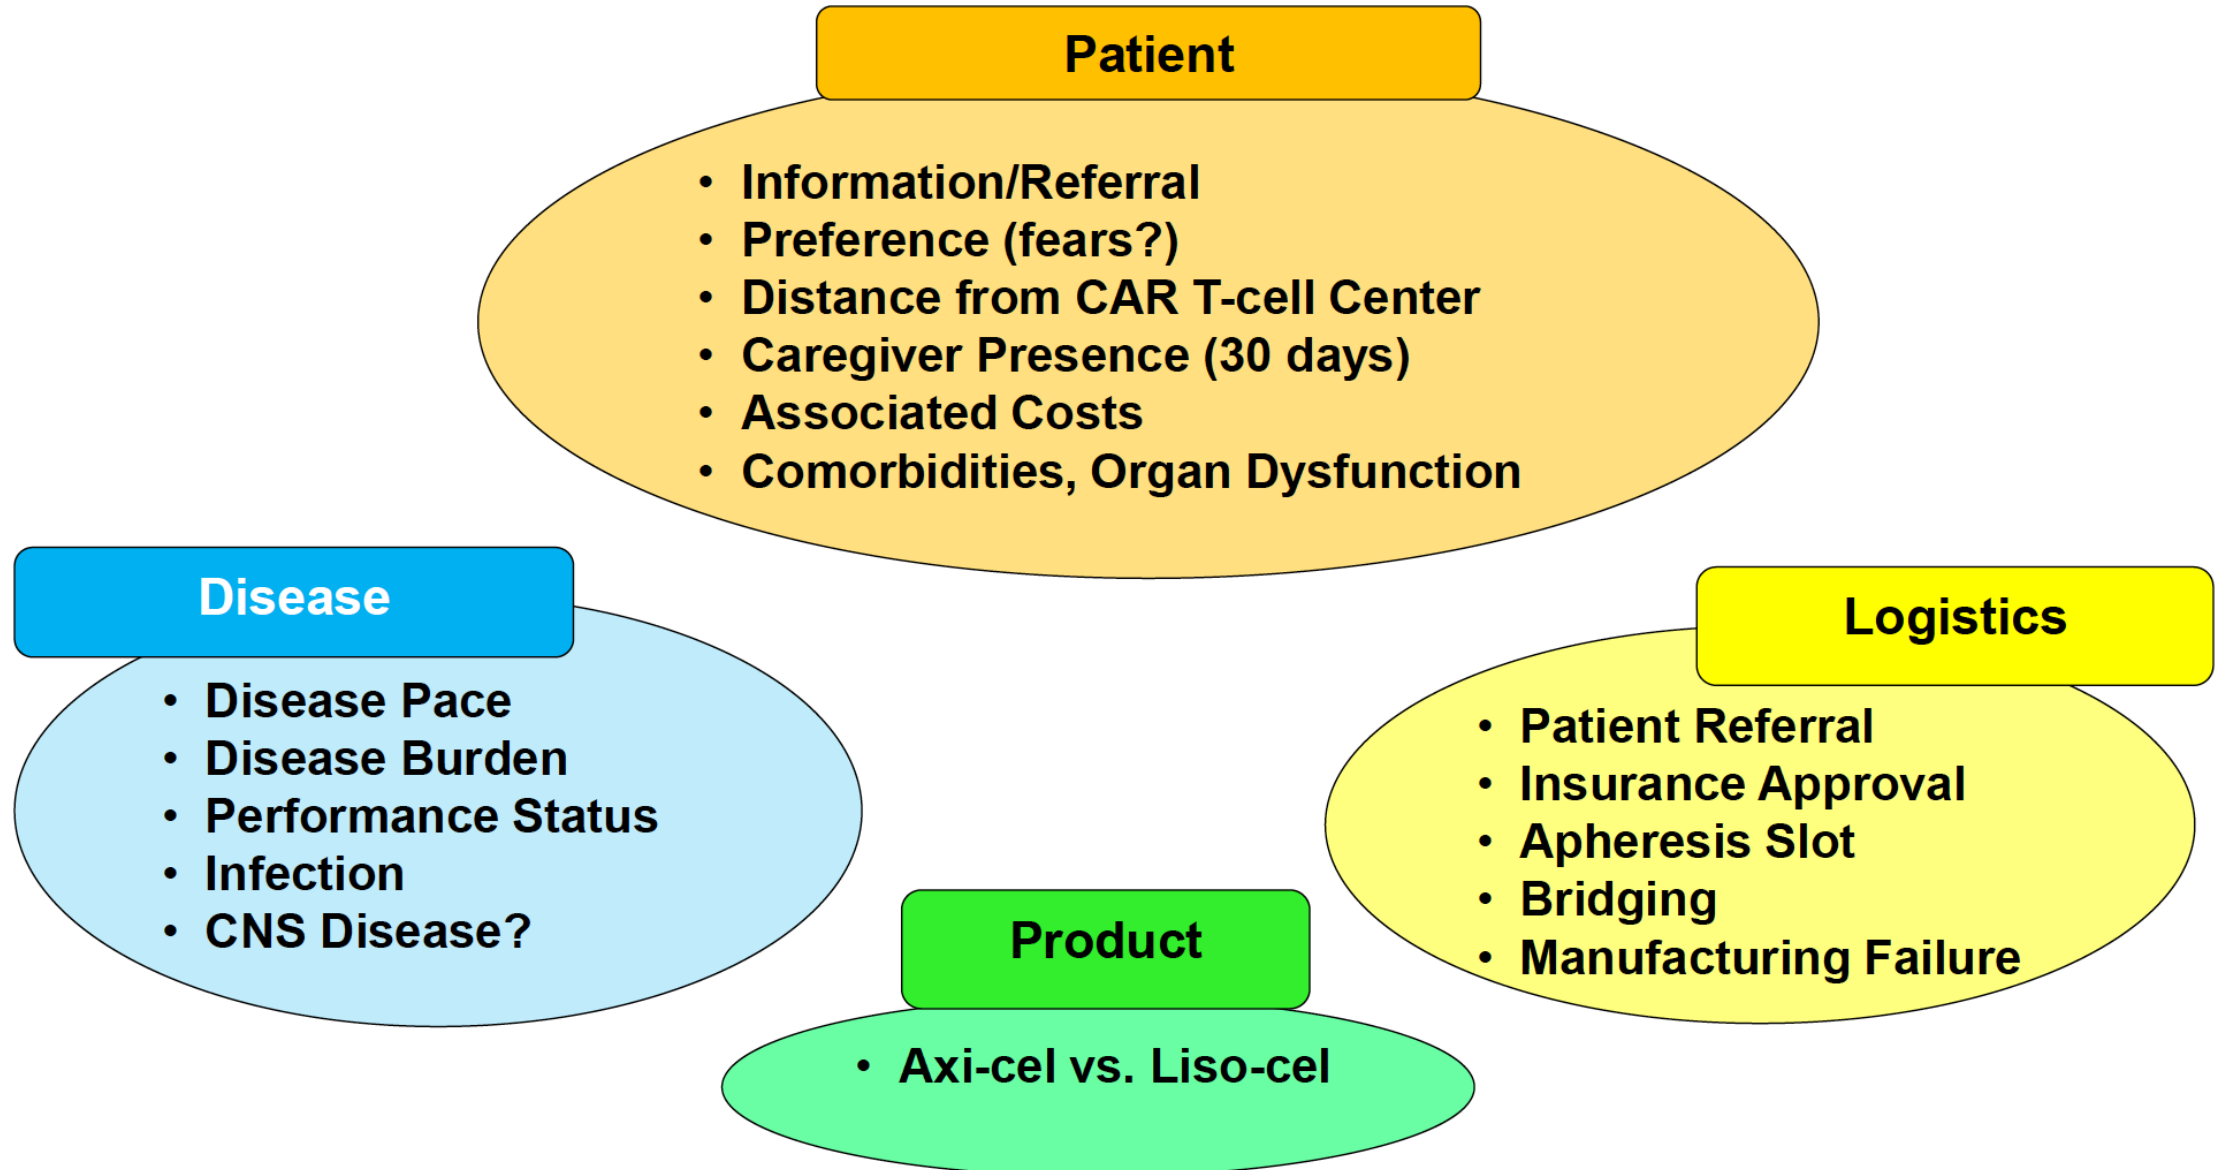 Patient
• Information/Referral
• Preference (fears?)
• Distance from CAR T-cell Center
• Caregiver Presence (30 days)
• Associated Costs
• Comorbidities, Organ Dysfunction
Disease
• Disease Pace
• Disease Burden
• Performance Status
• Infection
• CNS Disease?
Logistics
• Patient Referral
• Insurance Approval
• Apheresis Slot
• Bridging
• Manufacturing Failure
Product
• Axi-cel vs. Liso-cel